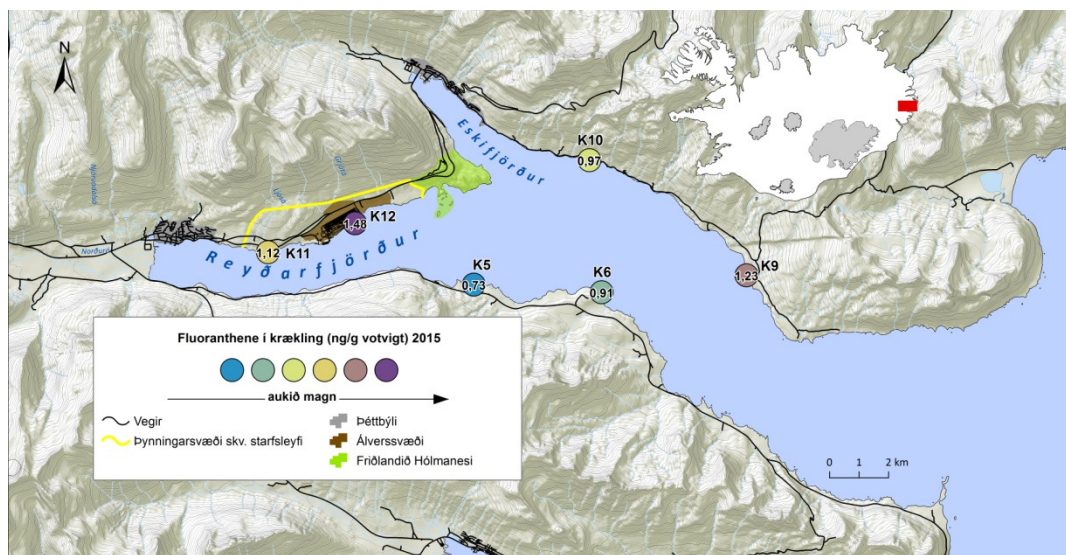 N
Eskifjörður
K10
0,97
K12
1,48
K11
1,12
Reyðarfjörður
Norðurá
K5
0,73
K6
0,91
K9
1,23
Fluoranthene í krækling (ng/g votvigt) 2015
aukið magn
Vegir
Þynningarsvæði skv. starfsleyfi
Þéttbýli
Álverssvæði
Friðlandið Hólmanesi
0 1 2 km